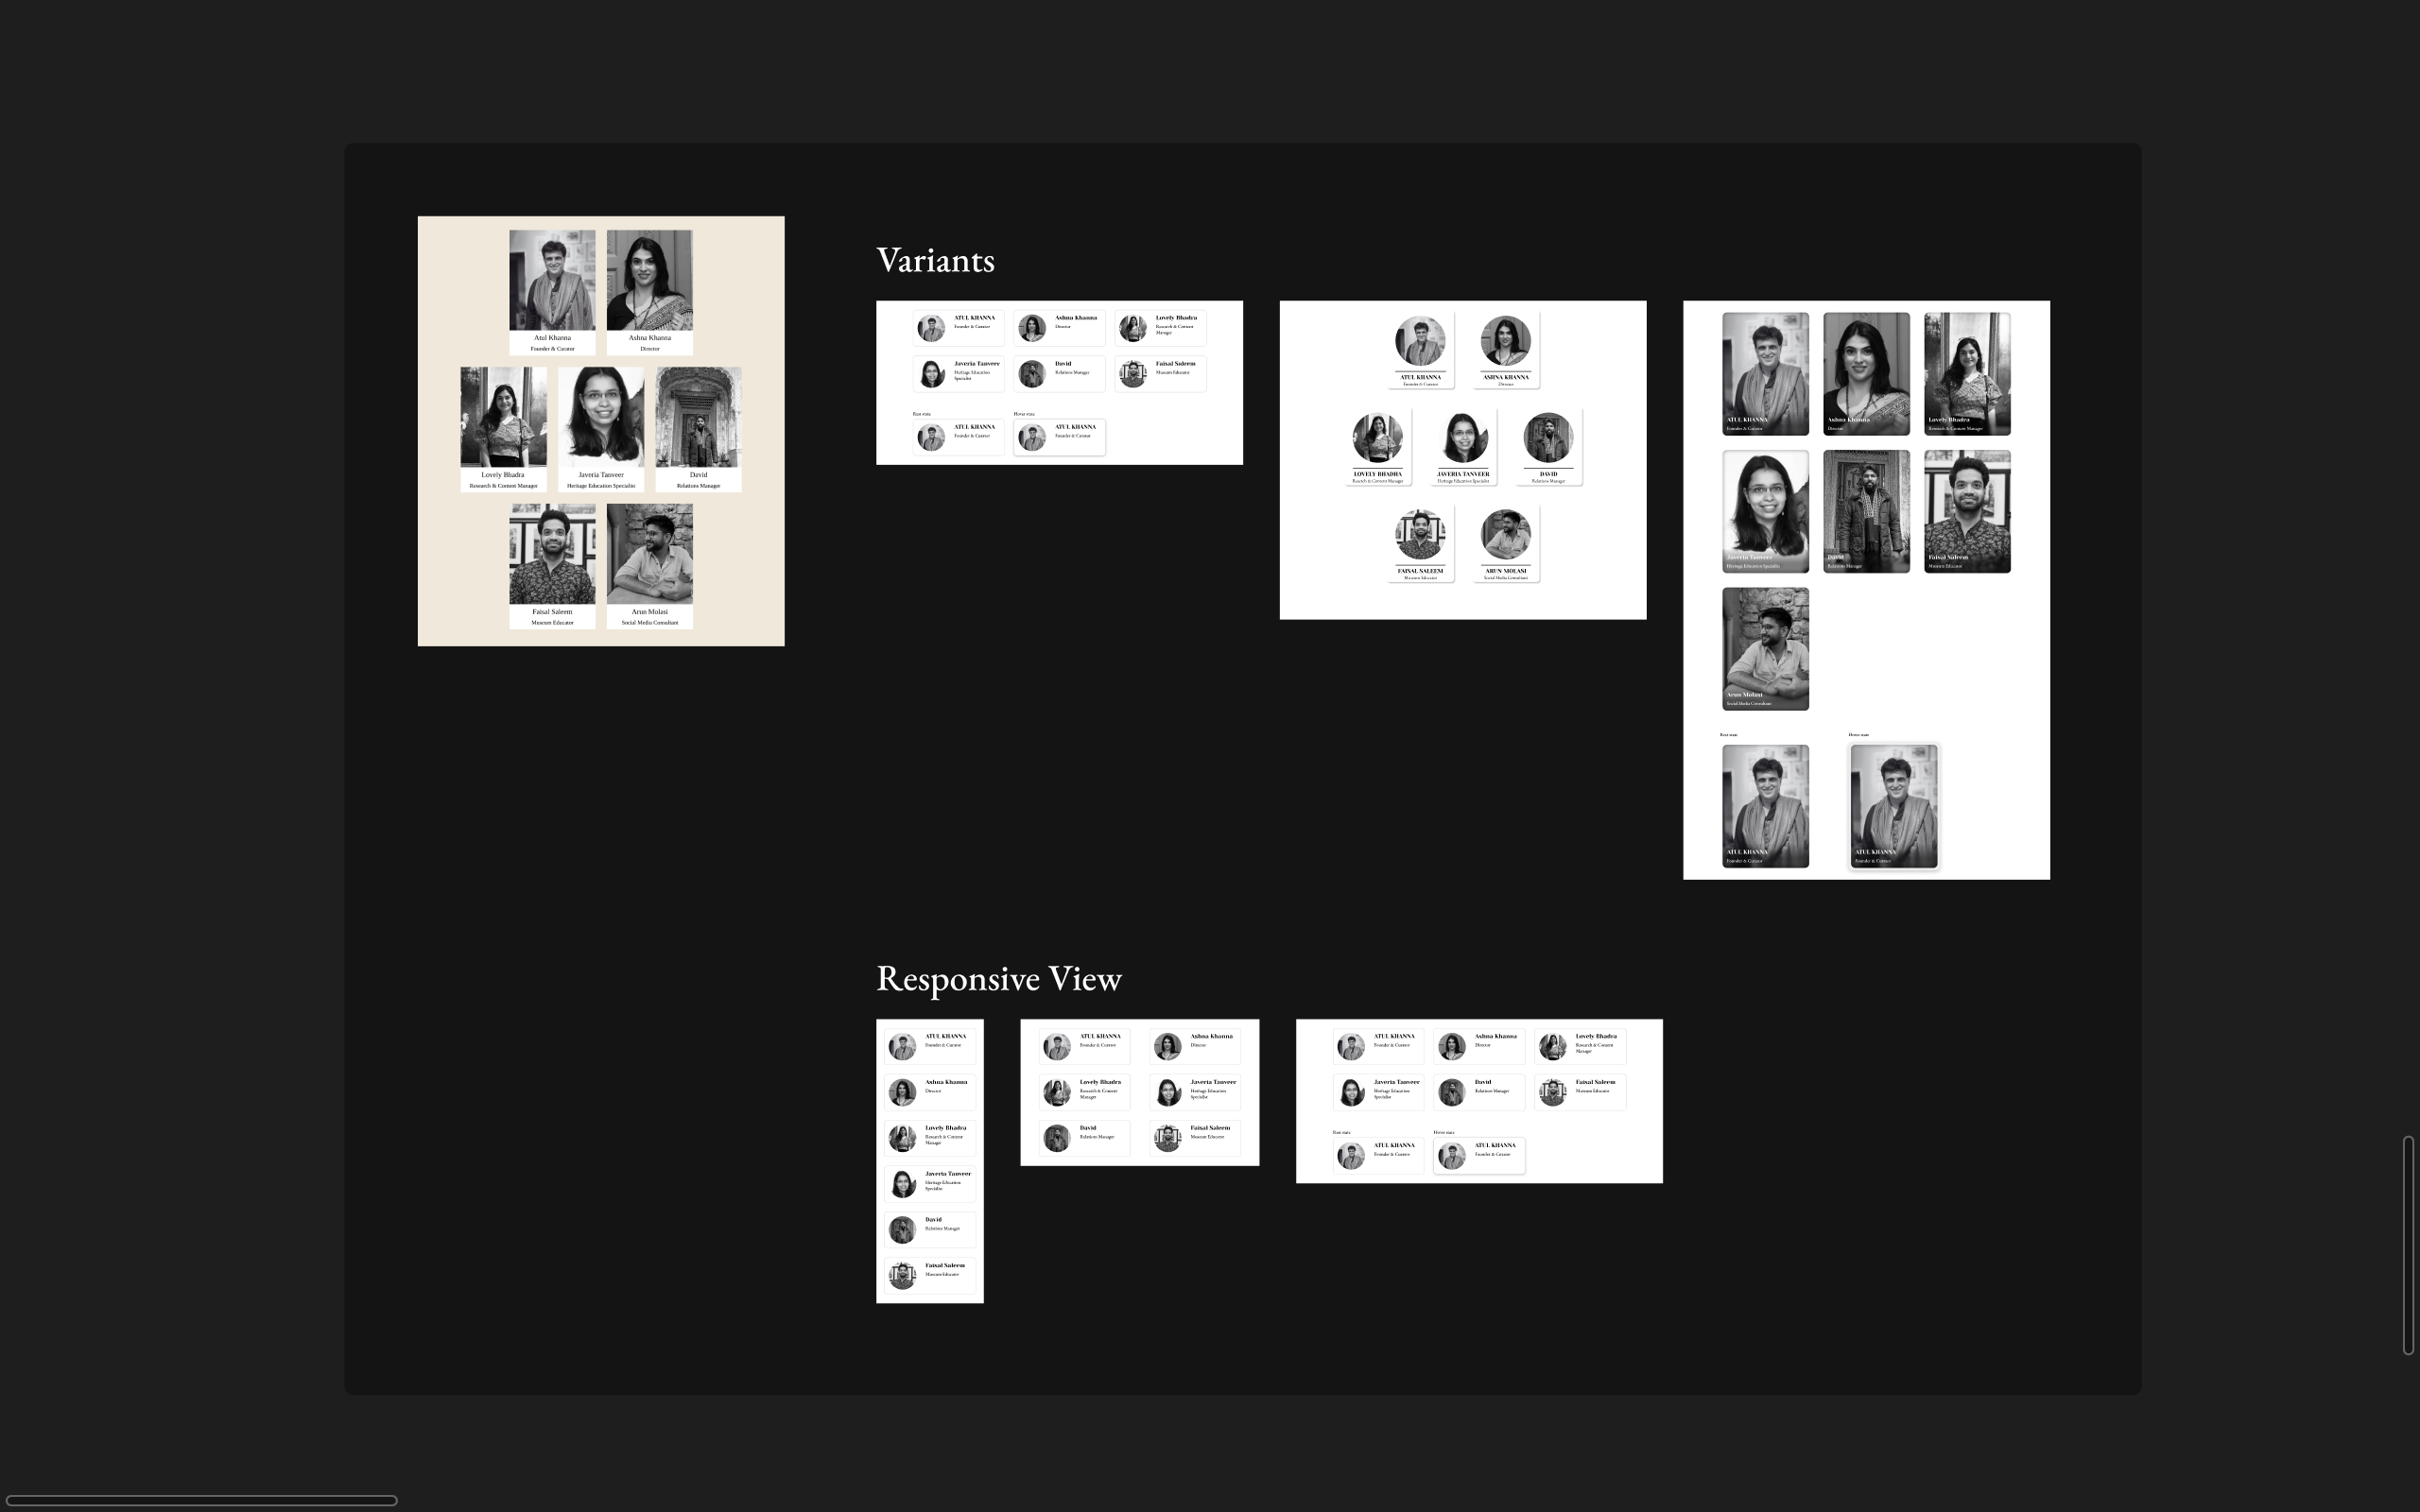 Atul Khanna
Founder & Curator
Ashna Khanna
Director
Lovely Bhadra
Research & Content Manager
Javeria Tanveer
Heritage Education Specialist
David
Relations Manager
Faisal Saleem
Museum Educator
Arun Molasi
Social Media Consultant
Variants
ATUL KHANNA
Founder & Curator
Ashna Khanna
Director
Lovely Bhadra
Research & Content
Manager
Javeria Tanveer
Heritage Education
Specialist
David
Relations Manager
Faisal Saleem
Museum Educator
Rest state
ATUL KHANNA
Founder & Curator
Hover state
ATUL KHANNA
Founder & Curator
ATUL KHANNA
Founder & Curator
ASHNA KHANNA
Director
LOVELY BHADRA
Research & Content Manager
JAVERIA TANVEER
Heritage Education Specialist
DAVID
Relations Manager
FAISAL SALEEM
Museum Educator
ARUN MOLASI
Social Media Consultant
ATUL KHANNA
Founder & Curator
Ashna Khanna
Director
Lovely Bhadra
Research & Content Manager
Javeria Tanveer
Heritage Education Specialist
David
Relations Manager
Faisal Saleem
Museum Educator
Arun Molasi
Social Media Consultant
Rest state
ATUL KHANNA
Founder & Curator
Hover state
ATUL KHANNA
Founder & Curator
Responsive View
ATUL KHANNA
Founder & Curator
Ashna Khanna
Director
Lovely Bhadra
Research & Content
Manager
Javeria Tanveer
Heritage Education
Specialist
David
Relations Manager
Faisal Saleem
Museum Educator
ATUL KHANNA
Founder & Curator
Ashna Khanna
Director
Lovely Bhadra
Research & Content
Manager
Javeria Tanveer
Heritage Education
Specialist
David
Relations Manager
Faisal Saleem
Museum Educator
ATUL KHANNA
Founder & Curator
Ashna Khanna
Director
Lovely Bhadra
Research & Content
Manager
Javeria Tanveer
Heritage Education
Specialist
David
Relations Manager
Faisal Saleem
Museum Educator
Rest state
ATUL KHANNA
Founder & Curator
Hover state
ATUL KHANNA
Founder & Curator